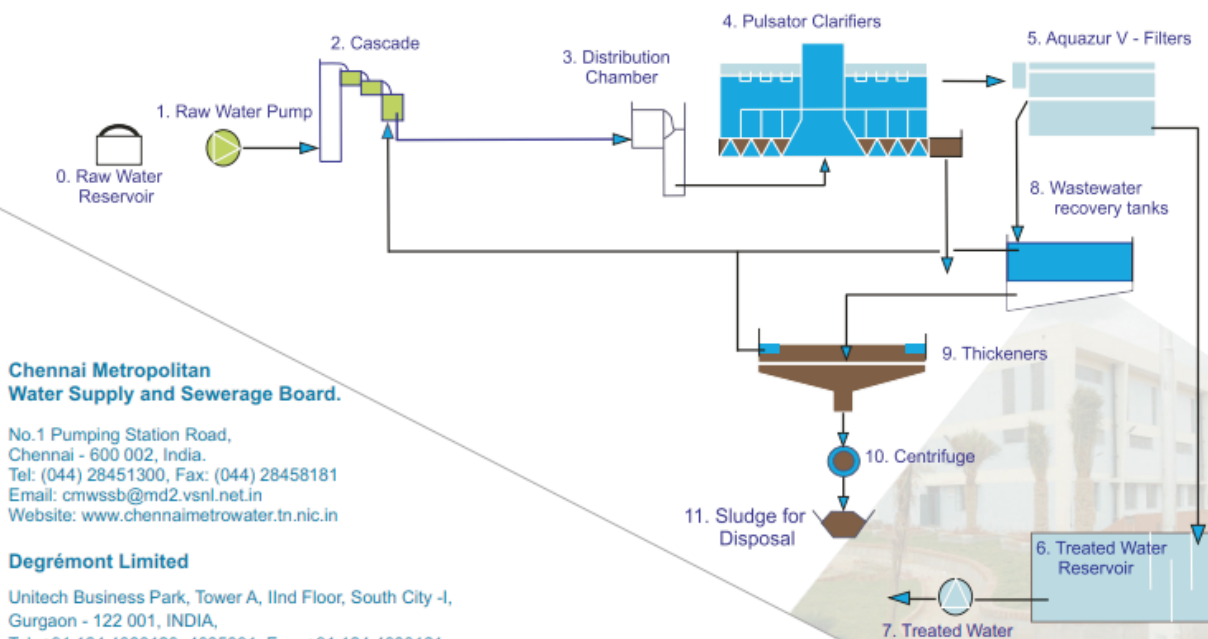 4. Pulsator Clarifiers
2. Cascade
5. Aquazur V - Filters
3. Distribution
Chamber
1. Raw Water Pump
0. Raw Water
Reservoir
8. Wastewater
recovery tanks
9. Thickeners
10. Centrifuge
11. Sludge for
Disposal
6. Treated Water
Reservoir
7. Treated Water
Chennai Metropolitan
Water Supply and Sewerage Board.
No.1 Pumping Station Road,
Chennai - 600 002, India.
Tel: (044) 28451300, Fax: (044) 28458181
Email: cmwssb@md2.vsnl.net.in
Website: www.chennaimetrowater.tn.nic.in
Degrémont Limited
Unitech Business Park, Tower A, IInd Floor, South City -I,
Gurgaon - 122 001, INDIA,